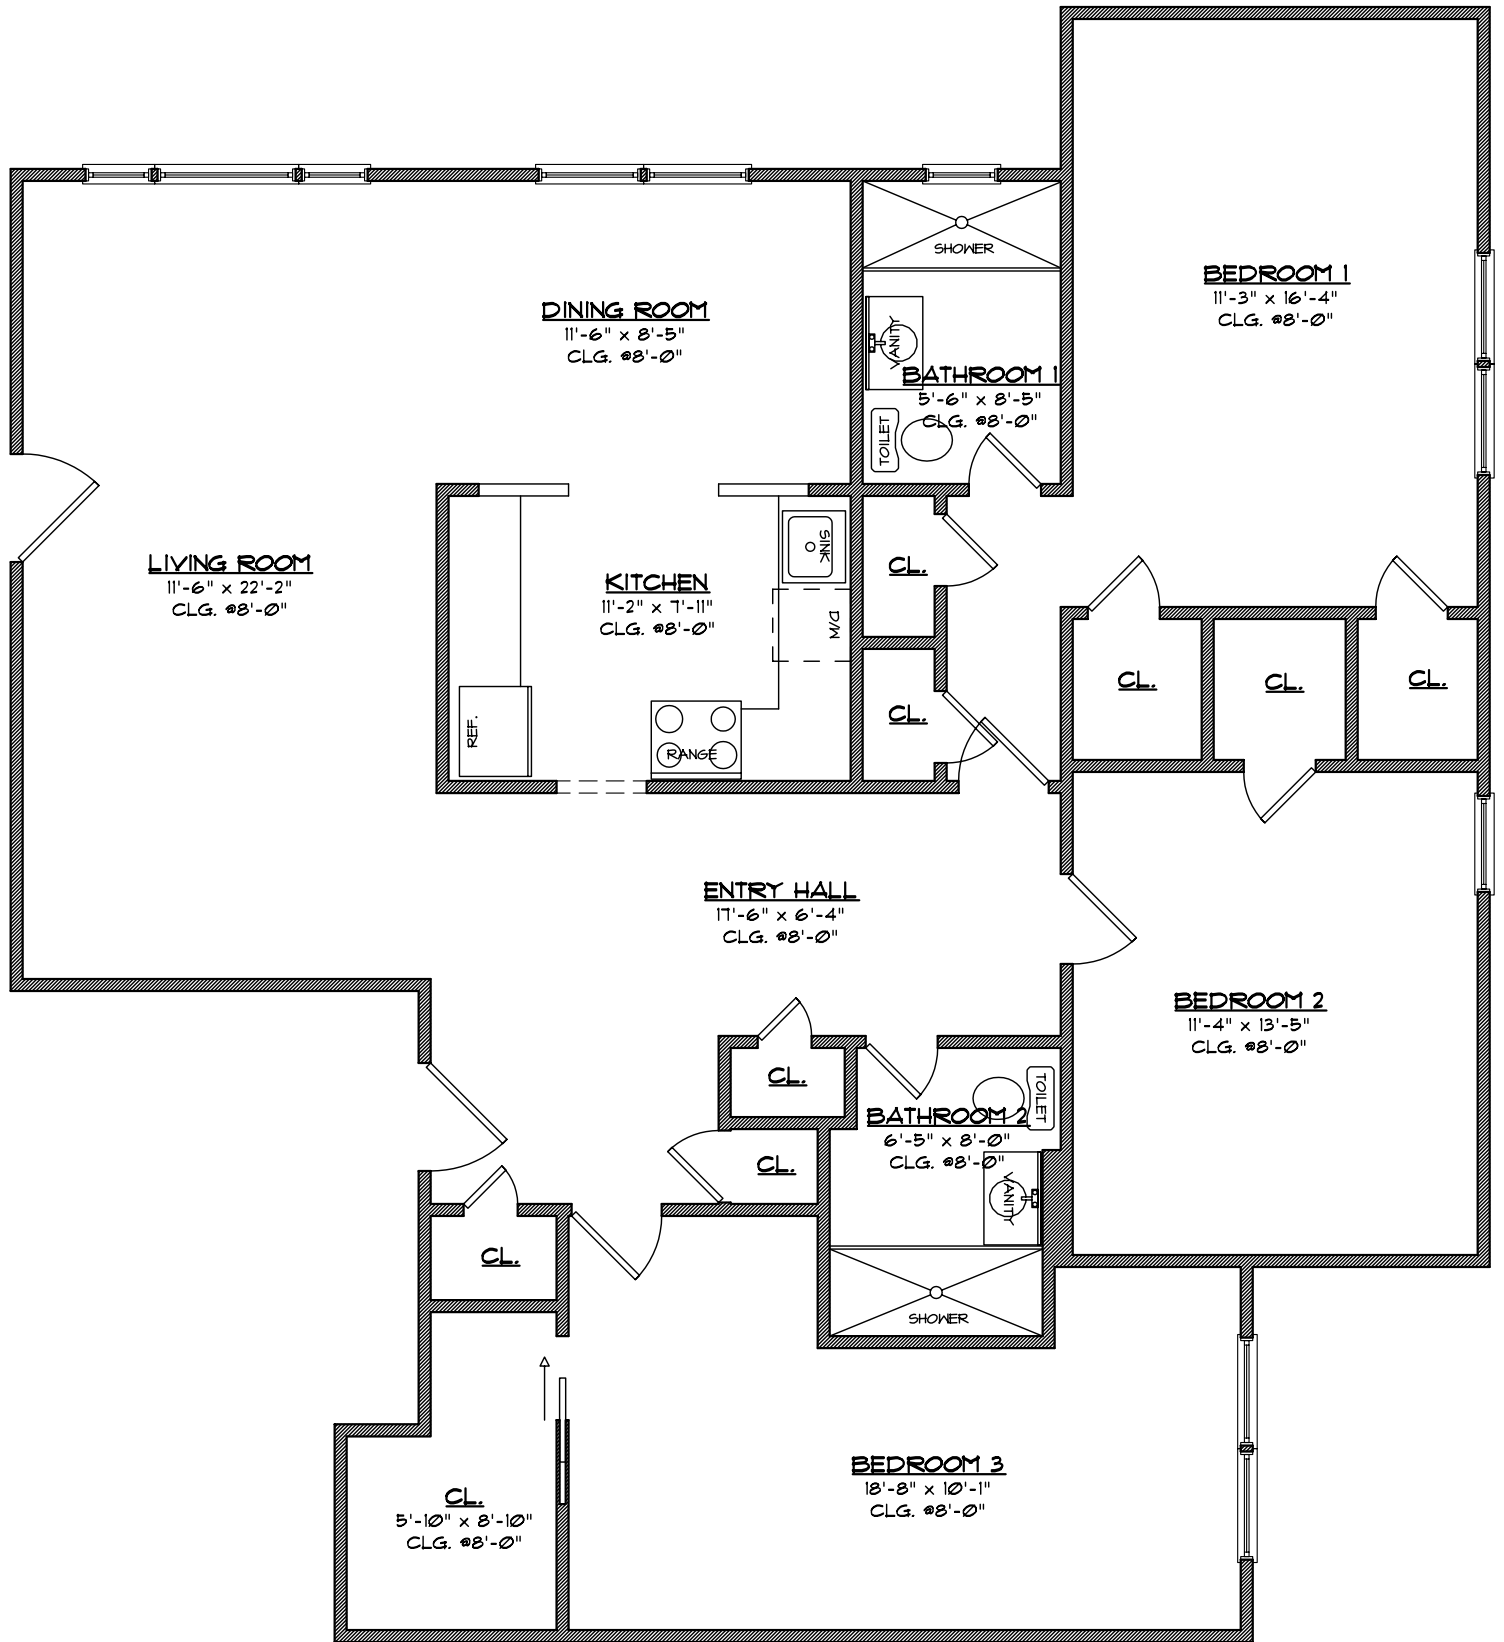 SHOWER
BEDROOM 1
11'-3" x 16'-4"
CLG. @8'-0"
DINING ROOM
11'-6" x 8'-5"
CLG. @8'-0"
VANITY
BATHROOM 1
5'-6" x 8'-5"
CLG. @8'-0"
TOILET
LIVING ROOM
11'-6" x 22'-2"
CLG. @8'-0"
KITCHEN
11'-2" x 7'-11"
CLG. @8'-0"
SINK
D/W
REF.
RANGE
CL.
CL.
CL.
CL.
CL.
ENTRY HALL
17'-6" x 6'-4"
CLG. @8'-0"
BEDROOM 2
11'-4" x 13'-5"
CLG. @8'-0"
CL.
TOILET
BATHROOM 2
6'-5" x 8'-0"
CLG. @8'-0"
CL.
VANITY
CL.
SHOWER
BEDROOM 3
18'-8" x 10'-1"
CLG. @8'-0"
CL.
5'-10" x 8'-10"
CLG. @8'-0"